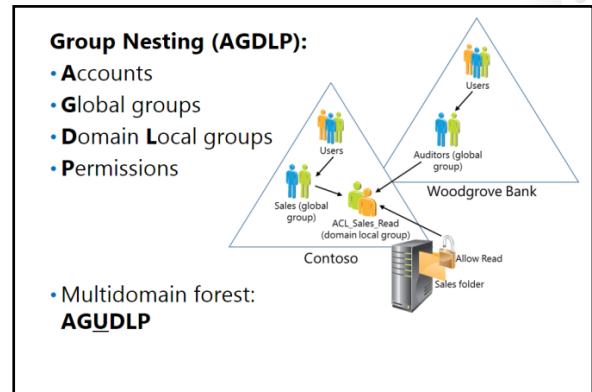 Group Nesting (AGDLP):
• Accounts
• Global groups
• Domain Local groups
• Permissions
• Multidomain forest:
AGUDLP
Users
Sales (global
group)
ACL_Sales_Read
(domain local group)
Contoso
Users
Auditors (global
group)
Woodgrove Bank
Allow Read
Sales folder